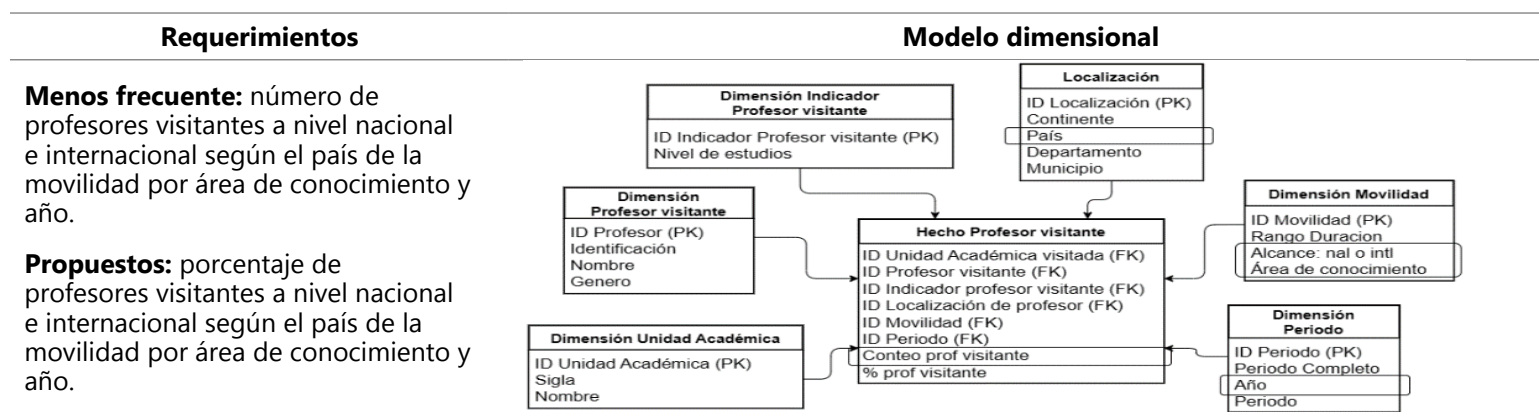 Requerimientos
Modelo dimensional
Menos frecuente: número de
profesores visitantes a nivel nacional
e internacional según el país de la
movilidad por área de conocimiento y
año.
Propuestos: porcentaje de
profesores visitantes a nivel nacional
e internacional según el país de la
movilidad por área de conocimiento y
año.
Dimensión Indicador
Profesor visitante
ID Indicador Profesor visitante (PK)
Nivel de estudios
Localización
ID Localización (PK)
Continente
País
Departamento
Municipio
Dimensión
Profesor visitante
ID Profesor (PK)
Identificación
Nombre
Genero
Hecho Profesor visitante
ID Unidad Académica visitada (FK)
ID Profesor visitante (FK)
ID Indicador profesor visitante (FK)
ID Localización de profesor (FK)
ID Movilidad (FK)
ID Periodo (FK)
Conteo prof visitante
% prof visitante
Dimensión Movilidad
ID Movilidad (PK)
Rango Duracion
Alcance: nal o intl
Área de conocimiento
Dimensión Unidad Académica
ID Unidad Académica (PK)
Sigla
Nombre
Dimensión
Periodo
ID Periodo (PK)
Periodo Completo
Año
Periodo